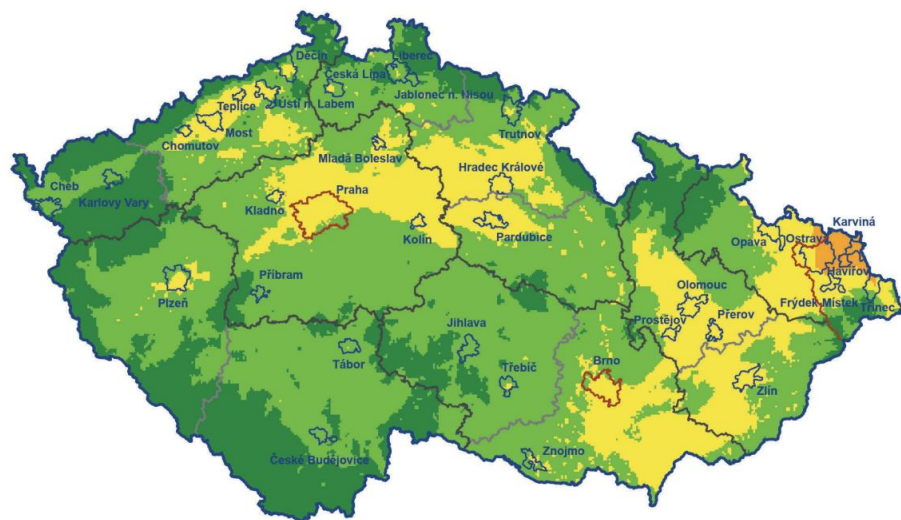 Děčín
Liberec
Česká Lípa
Jablonec n. Nisou
Teplice
Ústí n. Labem
Most
Chomutov
Trutnov
Mladá Boleslav
Hradec Králové
Cheb
Karlovy Vary
Praha
Kladno
Kolín
Pardubice
Karviná
Opava
Ostrava
Havířov
Příbram
Plzeň
Olomouc
Frýdek-Místek
Třinec
Jihlava
Prostějov
Přerov
Tábor
Třebíč
Brno
Zlín
České Budějovice
Znojmo